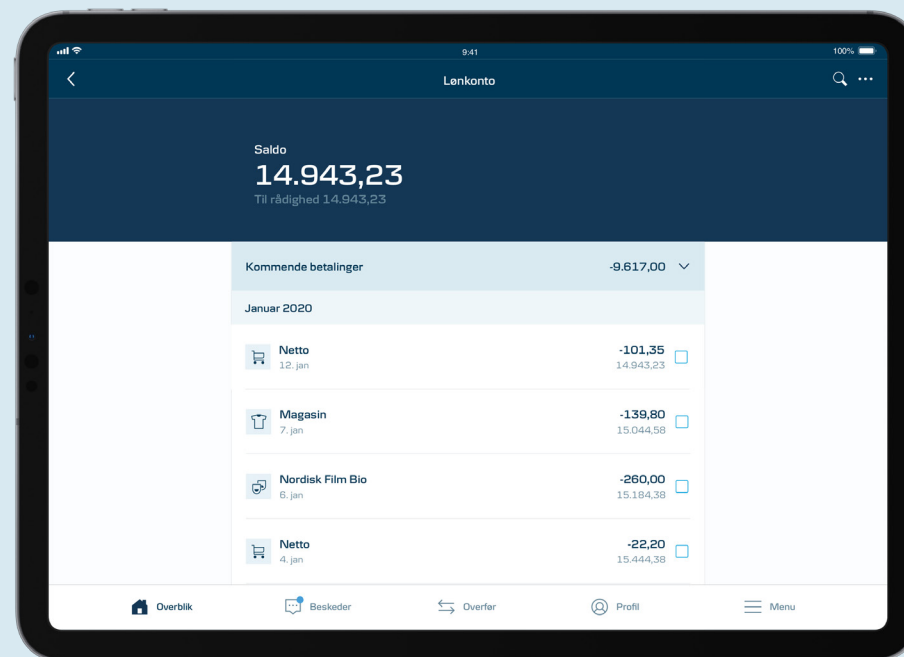 9:41
100%
Lønkonto
Saldo
14.943,23
Til rådighed 14.943,23
Kommende betalinger -9.617,00
Januar 2020
Netto -101,35
12. jan 14.943,23
Magasin -139,80
7. jan 15.044,58
Nordisk Film Bio -260,00
6. jan 15.184,38
Netto -22,20
4. jan 15.444,38
Overblik Beskeder Overfør Profil Menu